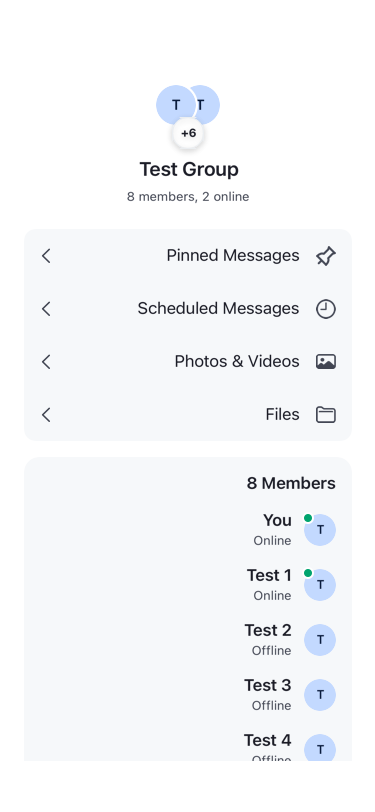 T T
+6
Test Group
8 members, 2 online
Pinned Messages
Scheduled Messages
Photos & Videos
Files
8 Members
You
Online
T
Test 1
Online
T
Test 2
Offline
T
Test 3
Offline
T
Test 4
Offline
T